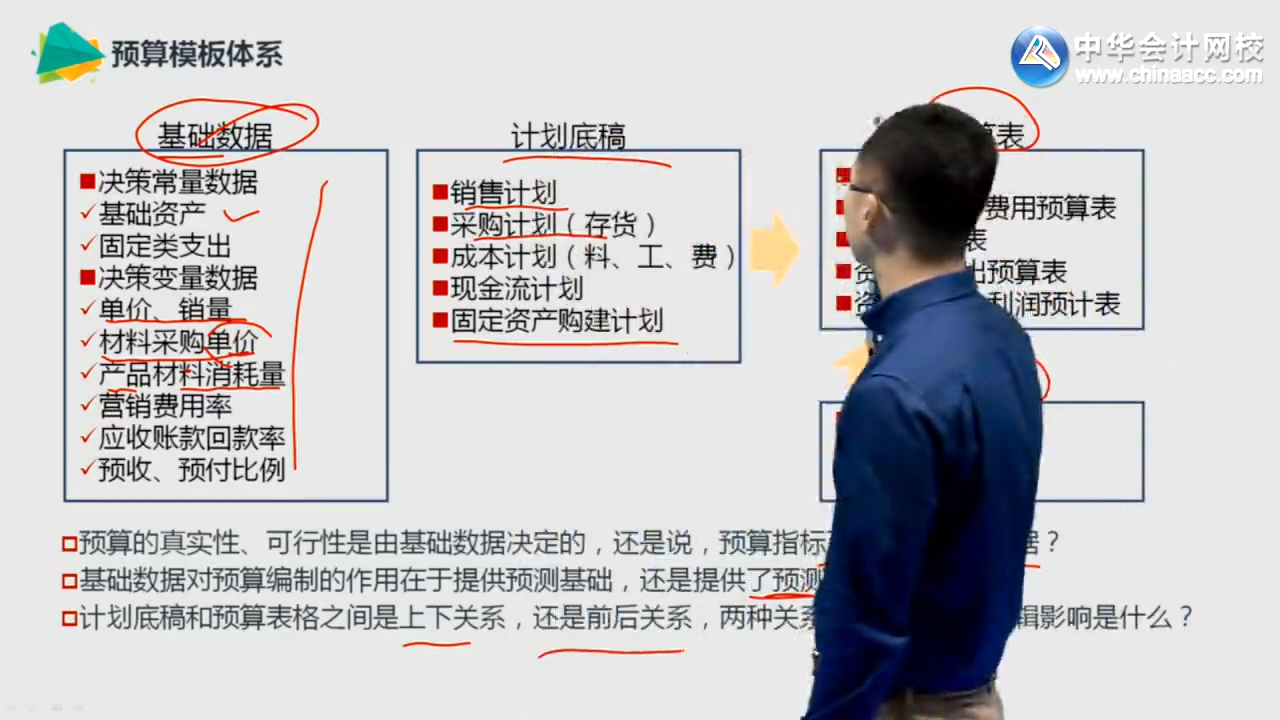 预算模板体系
中华会计网校
www.chinaacc.com
基础数据
决策常量数据
基础资产
固定类支出
决策变量数据
单价、销量
材料采购单价
产品材料消耗量
营销费用率
应收账款回款率
预收、预付比例
计划底稿
销售计划
采购计划（存货）
成本计划（料、工、费）
现金流计划
固定资产购建计划
算表
费用预算表
表
资 出预算表
资 利润预计表
预算的真实性、可行性是由基础数据决定的，还是说，预算指标 ？
基础数据对预算编制的作用在于提供预测基础，还是提供了预测
计划底稿和预算表格之间是上下关系，还是前后关系，两种关系 辑影响是什么？